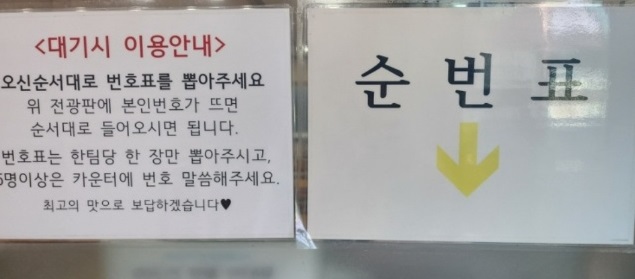 <대기시 이용안내>
오신순서대로 번호표를 뽑아주세요
위 전광판에 본인번호가 뜨면
순서대로 들어오시면 됩니다.
번호표는 한팀당 한 장만 뽑아주시고,
5명이상은 카운터에 번호 말씀해주세요.
최고의 맛으로 보답하겠습니다♥
순번표